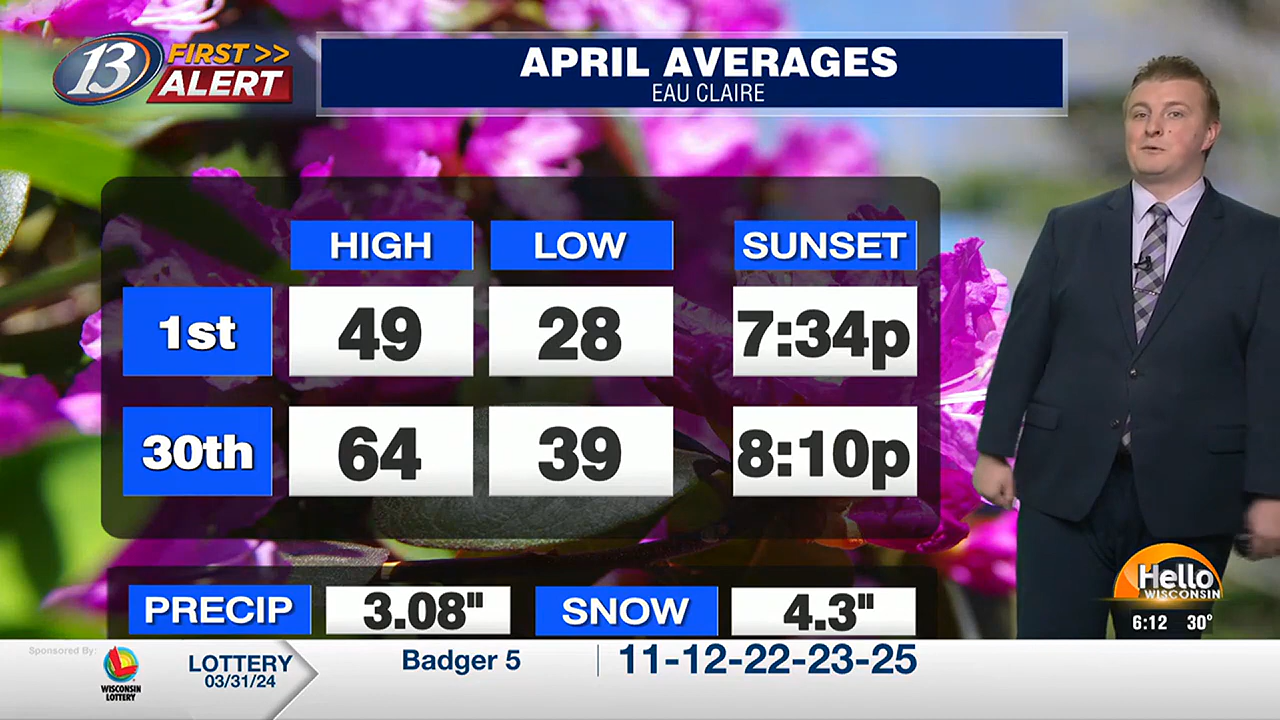 13 FIRST >>
ALERT
APRIL AVERAGES
EAU CLAIRE
HIGH LOW SUNSET
1st 49 28 7:34p
30th 64 39 8:10p
PRECIP 3.08" SNOW 4.3"
Hello
WISCONSIN
6:12 30°
Sponsored By:
WISCONSIN
LOTTERY
LOTTERY
03/31/24
Badger 5 11-12-22-23-25